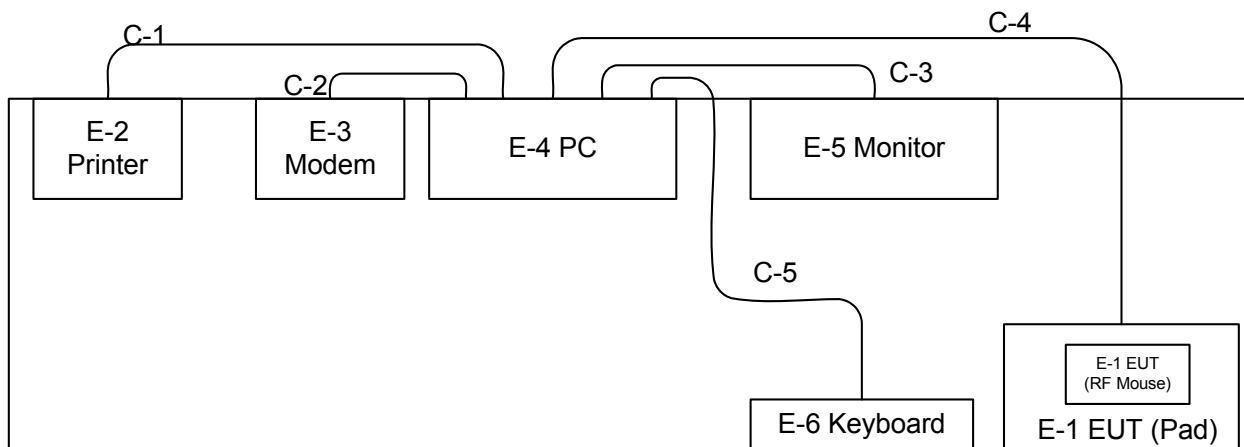 C-1
C-4
C-2
C-3
E-2
Printer
E-3
Modem
E-4 PC
E-5 Monitor
C-5
E-1 EUT
(RF Mouse)
E-6 Keyboard
E-1 EUT (Pad)